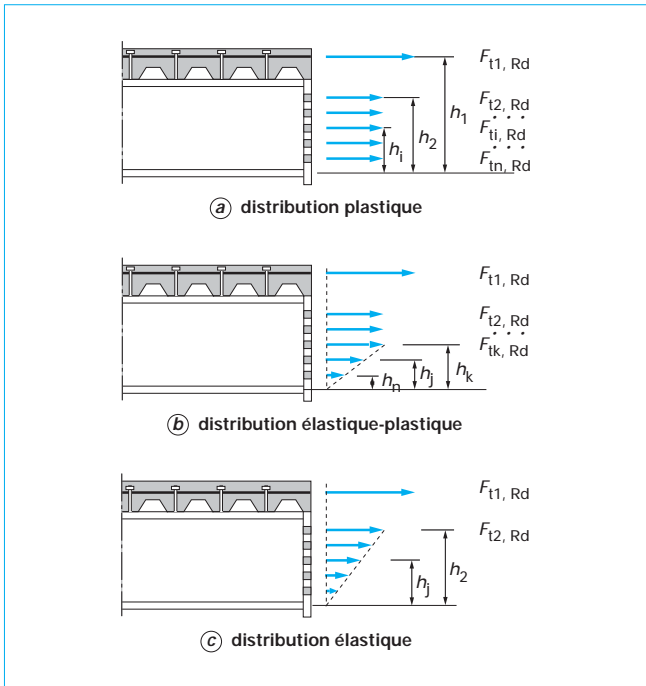 F t1, Rd
F t2, Rd
. . .
F ti, Rd
. . .
F tn, Rd
h 1
h 2
h i
a distribution plastique
F t1, Rd
F t2, Rd
. . .
F tk, Rd
h k
h j
h n
b distribution élastique-plastique
F t1, Rd
F t2, Rd
h 2
h j
c distribution élastique